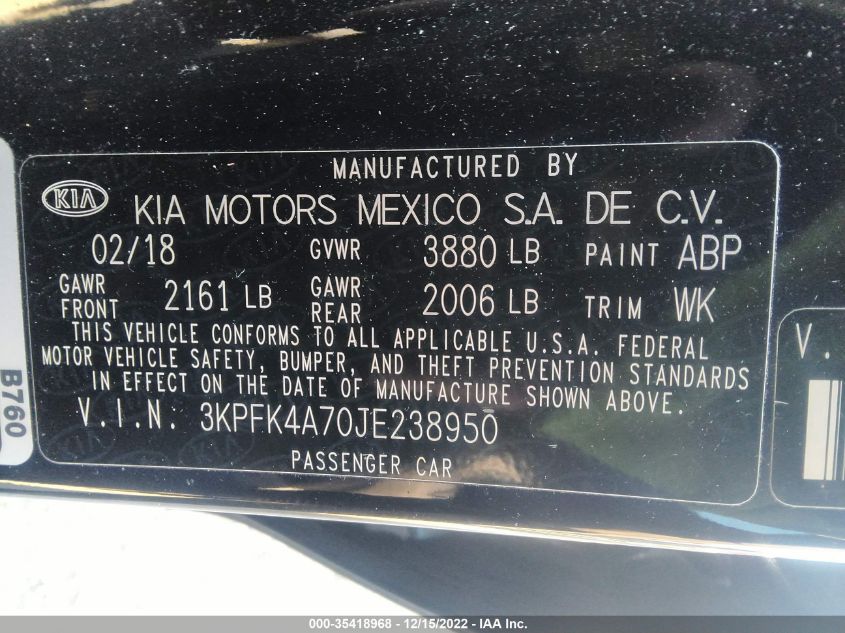 MANUFACTURED BY
KIA KIA MOTORS MEXICO S.A. DE C.V.
02/18 GVWR 3880 LB PAINT ABP
GAWR FRONT 2161 LB GAWR REAR 2006 LB TRIM WK
THIS VEHICLE CONFORMS TO ALL APPLICABLE U.S.A. FEDERAL
MOTOR VEHICLE SAFETY, BUMPER, AND THEFT PREVENTION STANDARDS
IN EFFECT ON THE DATE OF MANUFACTURE SHOWN ABOVE.
V.I.N. 3KPFK4A70JE238950
PASSENGER CAR
B760
V.
000-35418968 - 12/15/2022 - IAA Inc.